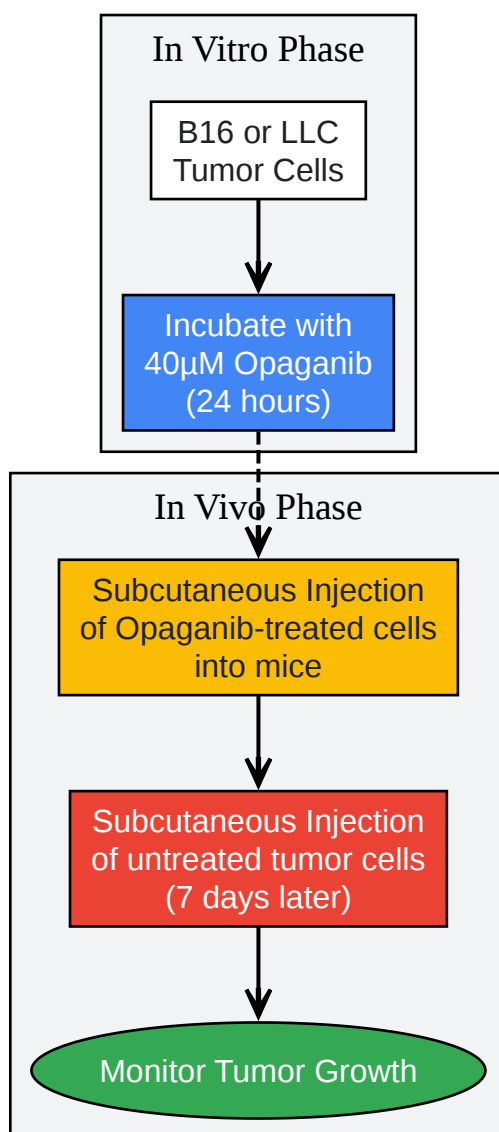 In Vitro Phase
B16 or LLC
Tumor Cells
Incubate with
40µM Opaganib
(24 hours)
In Vivo Phase
Subcutaneous Injection
of Opaganib-treated cells
into mice
Subcutaneous Injection
of untreated tumor cells
(7 days later)
Monitor Tumor Growth